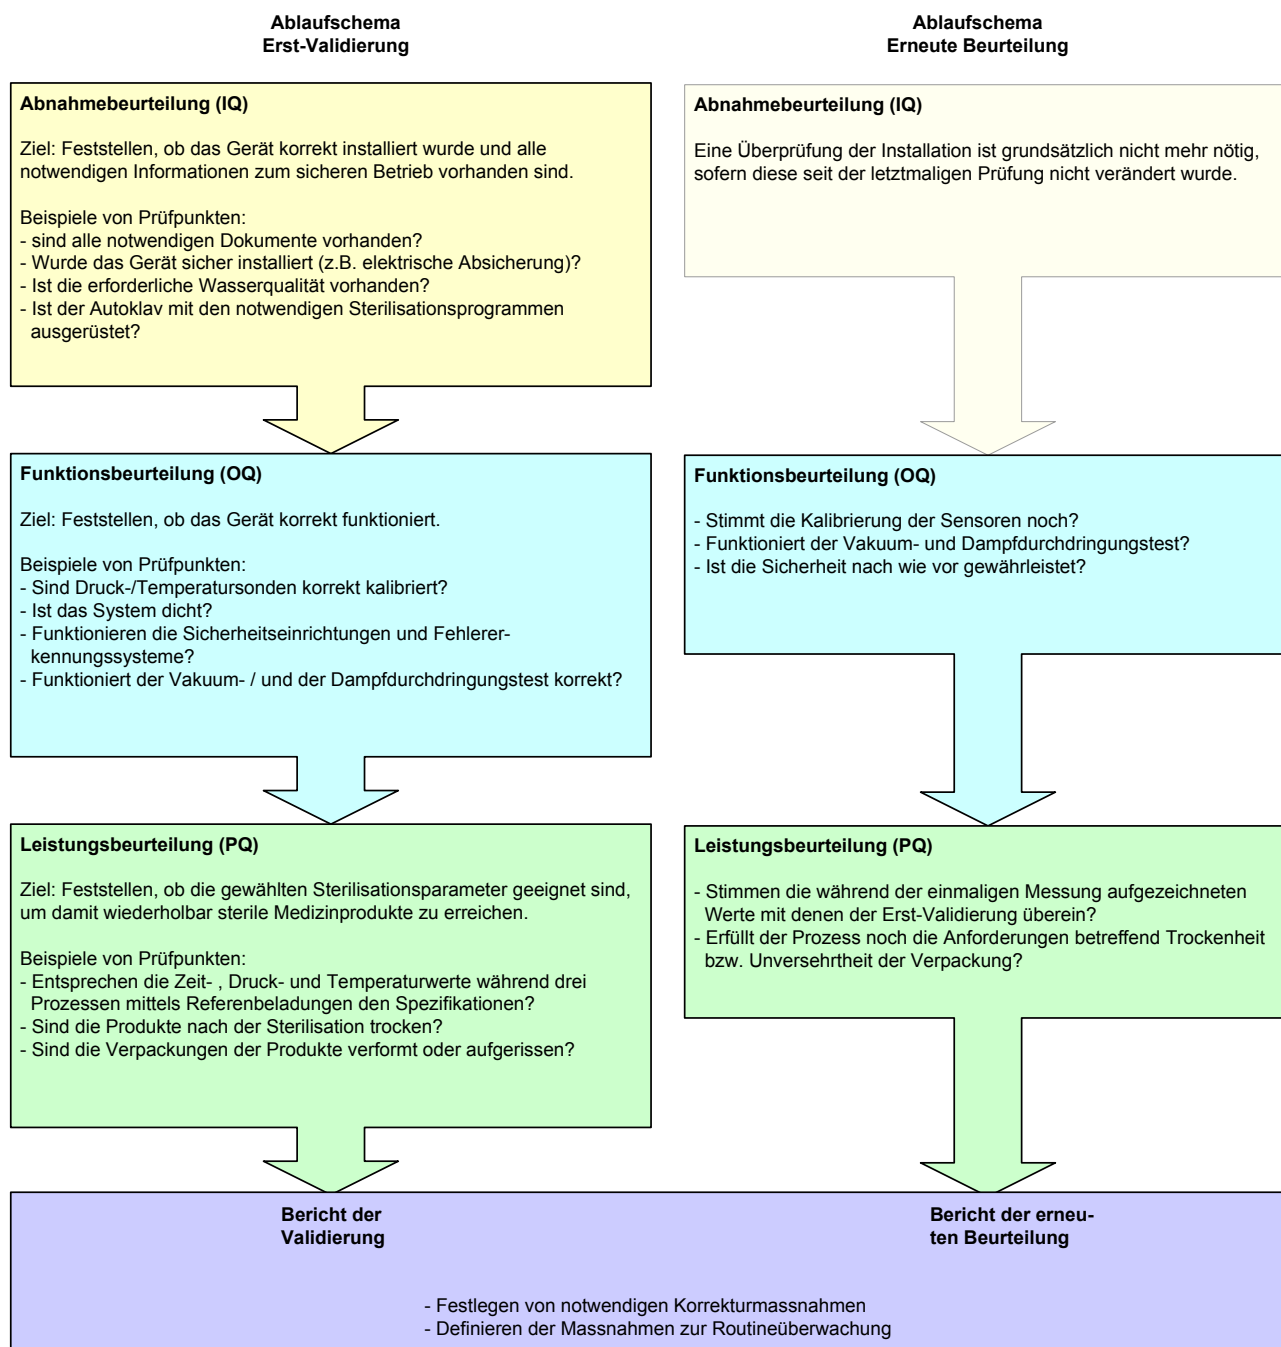 Ablaufschema
Erst-Validierung
Ablaufschema
Erneute Beurteilung
Abnahmebeurteilung (IQ)
Ziel: Feststellen, ob das Gerät korrekt installiert wurde und alle
notwendigen Informationen zum sicheren Betrieb vorhanden sind.
Beispiele von Prüfpunkten:
- sind alle notwendigen Dokumente vorhanden?
- Wurde das Gerät sicher installiert (z.B. elektrische Absicherung)?
- Ist die erforderliche Wasserqualität vorhanden?
- Ist der Autoklav mit den notwendigen Sterilisationsprogrammen
ausgerüstet?
Abnahmebeurteilung (IQ)
Eine Überprüfung der Installation ist grundsätzlich nicht mehr nötig,
sofern diese seit der letztmaligen Prüfung nicht verändert wurde.
Funktionsbeurteilung (OQ)
Ziel: Feststellen, ob das Gerät korrekt funktioniert.
Beispiele von Prüfpunkten:
- Sind Druck-/Temperatursonden korrekt kalibriert?
- Ist das System dicht?
- Funktionieren die Sicherheitseinrichtungen und Fehlerer-
kennungssysteme?
- Funktioniert der Vakuum- / und der Dampfdurchdringungstest korrekt?
Funktionsbeurteilung (OQ)
- Stimmt die Kalibrierung der Sensoren noch?
- Funktioniert der Vakuum- und Dampfdurchdringungstest?
- Ist die Sicherheit nach wie vor gewährleistet?
Leistungsbeurteilung (PQ)
Ziel: Feststellen, ob die gewählten Sterilisationsparameter geeignet sind,
um damit wiederholbar sterile Medizinprodukte zu erreichen.
Beispiele von Prüfpunkten:
- Entsprechen die Zeit- , Druck- und Temperaturwerte während drei
Prozessen mittels Referenbeladungen den Spezifikationen?
- Sind die Produkte nach der Sterilisation trocken?
- Sind die Verpackungen der Produkte verformt oder aufgerissen?
Leistungsbeurteilung (PQ)
- Stimmen die während der einmaligen Messung aufgezeichneten
Werte mit denen der Erst-Validierung überein?
- Erfüllt der Prozess noch die Anforderungen betreffend Trockenheit
bzw. Unversehrtheit der Verpackung?
Bericht der
Validierung
Bericht der erneu-
ten Beurteilung
- Festlegen von notwendigen Korrekturmassnahmen
- Definieren der Massnahmen zur Routineüberwachung